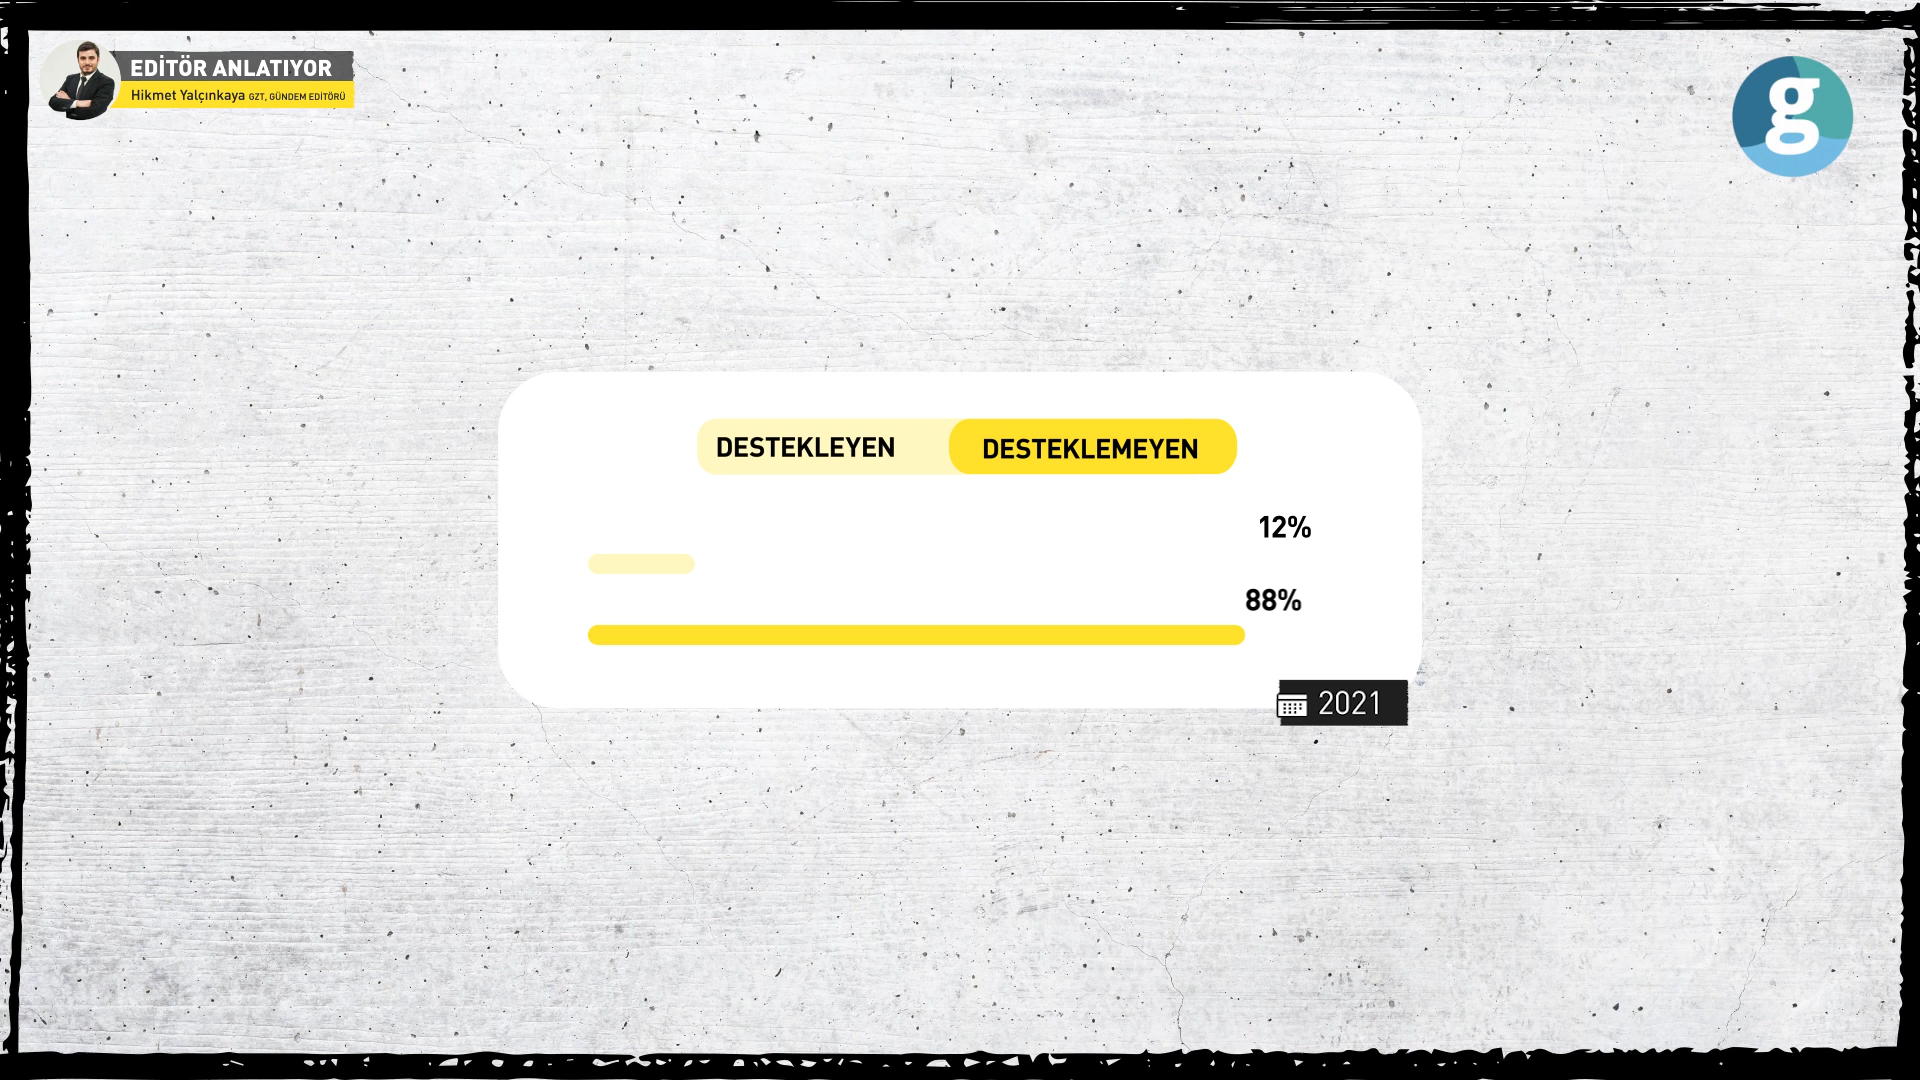 EDİTÖR ANLATIYOR
Hikmet Yalçınkaya GZT, GÜNDEM EDİTÖRÜ
g
DESTEKLEYEN DESTEKLEMEYEN
12%
88%
2021